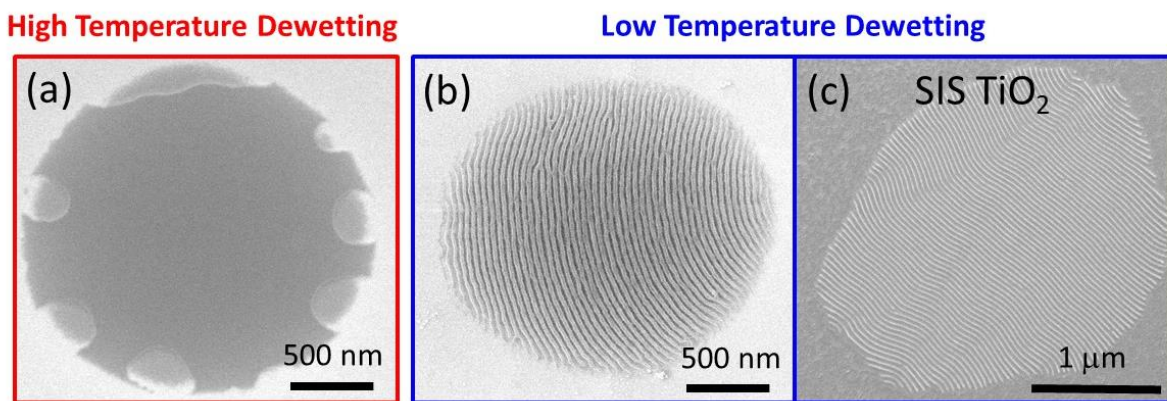 High Temperature Dewetting
Low Temperature Dewetting
(a)
(b)
(c) SIS TiO₂
500 nm
500 nm
1 μm